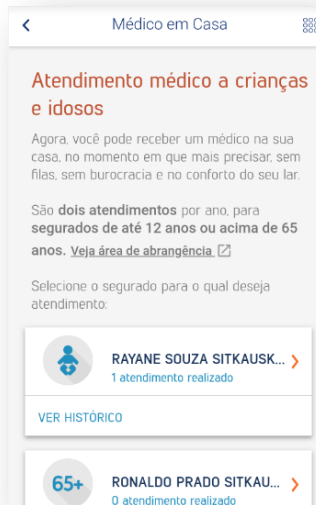 Médico em Casa
Atendimento médico a crianças
e idosos
Agora, você pode receber um médico na sua
casa, no momento em que mais precisar, sem
filas, sem burocracia e no conforto do seu lar.
São dois atendimentos por ano, para
segurados de até 12 anos ou acima de 65
anos. Veja área de abrangência
Selecione o segurado para o qual deseja
atendimento:
RAYANE SOUZA SITKAUSK...
1 atendimento realizado
VER HISTÓRICO
65+
RONALDO PRADO SITKAU...
0 atendimento realizado